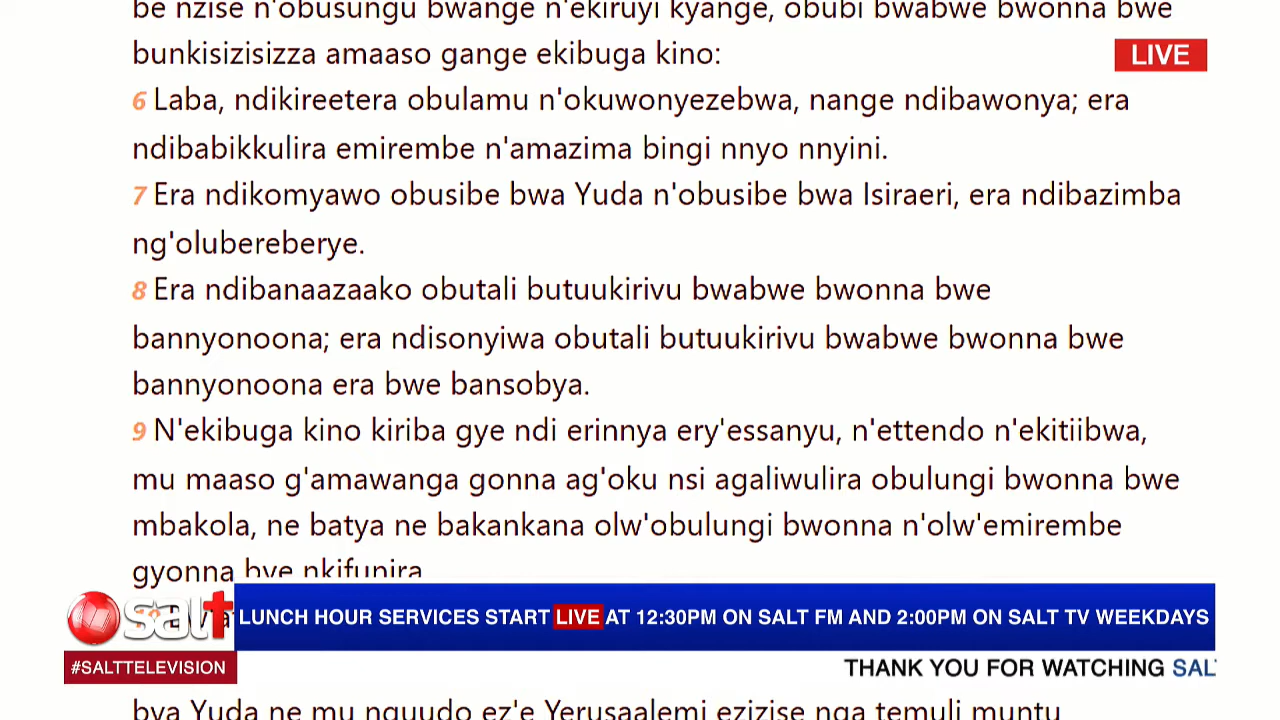 be nzise n'obusungu bwange n'ekiruyi kyange, obubi bwabwe bwonna bwe
bunkisizisizza amaaso gange ekibuga kino:
LIVE
6 Laba, ndikireetera obulamu n'okuwonyezebwa, nange ndibawonya; era
ndibabikkulira emirembe n'amazima bingi nnyo nnyini.
7 Era ndikomyawo obusibe bwa Yuda n'obusibe bwa Isiraeri, era ndibazimba
ng'olubereberye.
8 Era ndibanaazaako obutali butuukirivu bwabwe bwonna bwe
bannyonoona; era ndisonyiwa obutali butuukirivu bwabwe bwonna bwe
bannyonoona era bwe bansobya.
9 N'ekibuga kino kiriba gye ndi erinnya ery'essanyu, n'ettendo n'ekitiibwa,
mu maaso g'amawanga gonna ag'oku nsi agaliwulira obulungi bwonna bwe
mbakola, ne batya ne bakankana olw'obulungi bwonna n'olw'emirembe
gyonna bye nkifunira
salt
LUNCH HOUR SERVICES START LIVE AT 12:30PM ON SALT FM AND 2:00PM ON SALT TV WEEKDAYS
#SALTTELEVISION
THANK YOU FOR WATCHING SAL
bya Yuda ne mu nguudo ez'e Yerusaalemi ezizise nga temuli muntu